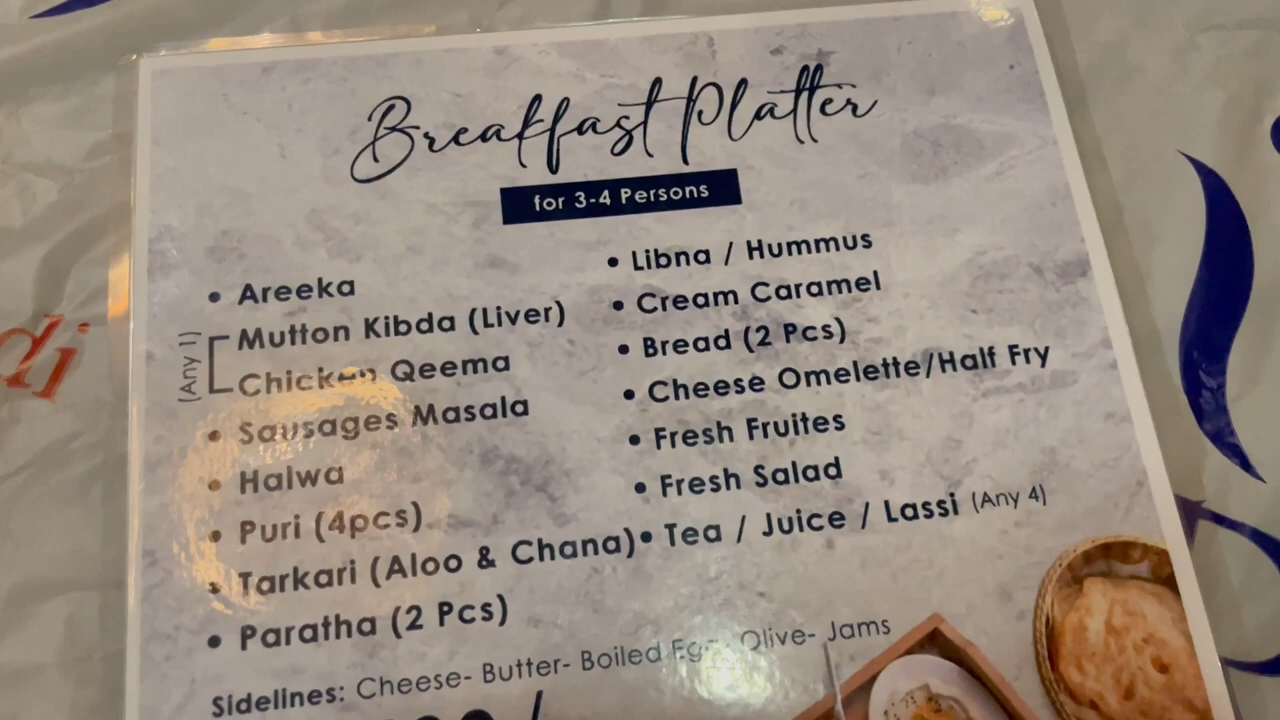 Breakfast Platter
for 3-4 Persons
• Areeka
(Any 1)
Mutton Kibda (Liver)
Chicken Qeema
• Sausages Masala
• Halwa
• Puri (4pcs)
• Tarkari (Aloo & Chana)
• Paratha (2 Pcs)
• Libna / Hummus
• Cream Caramel
• Bread (2 Pcs)
• Cheese Omelette/Half Fry
• Fresh Fruites
• Fresh Salad
• Tea / Juice / Lassi (Any 4)
Sidelines: Cheese- Butter- Boiled Egg- Olive- Jams
di